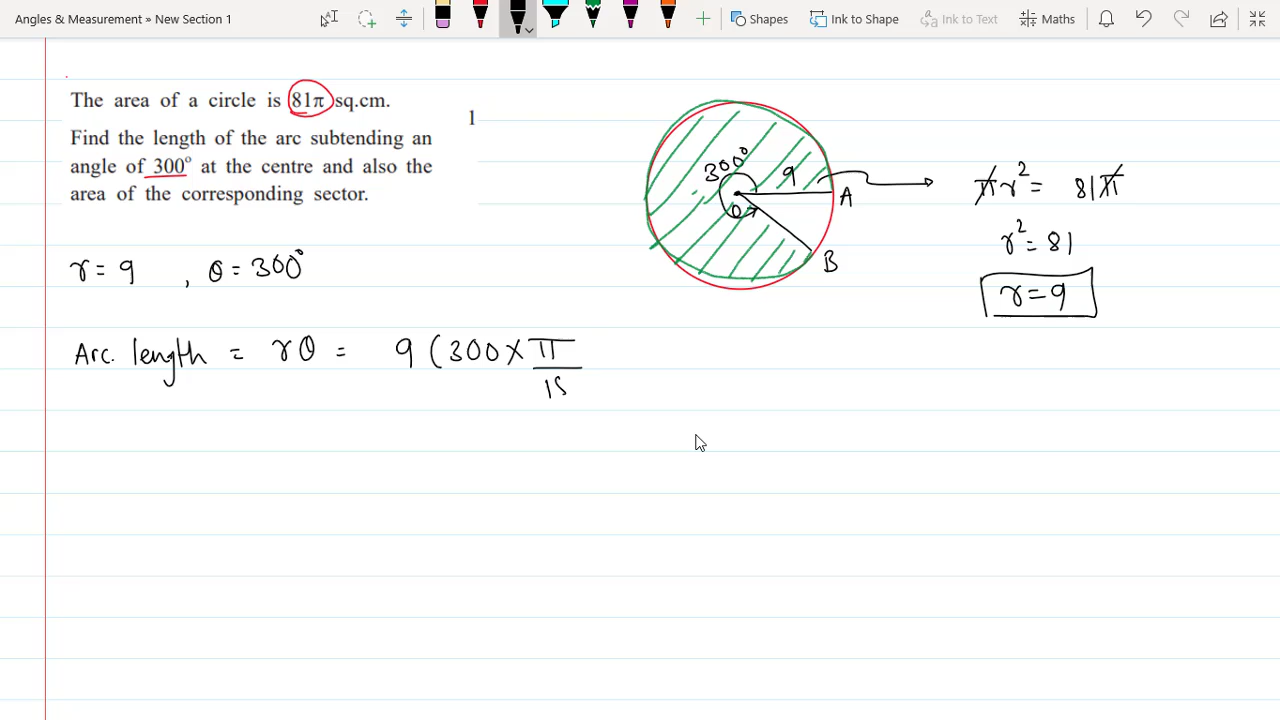 Angles & Measurement » New Section 1
Shapes
Ink to Shape
Ink to Text
Maths
The area of a circle is 81π sq.cm.
1
Find the length of the arc subtending an
angle of 300° at the centre and also the
area of the corresponding sector.
300°
9
O
A
B
πr² = 81π
r² = 81
r = 9
r = 9 , θ = 300°
Arc. length = rθ = 9 (300 × π
18